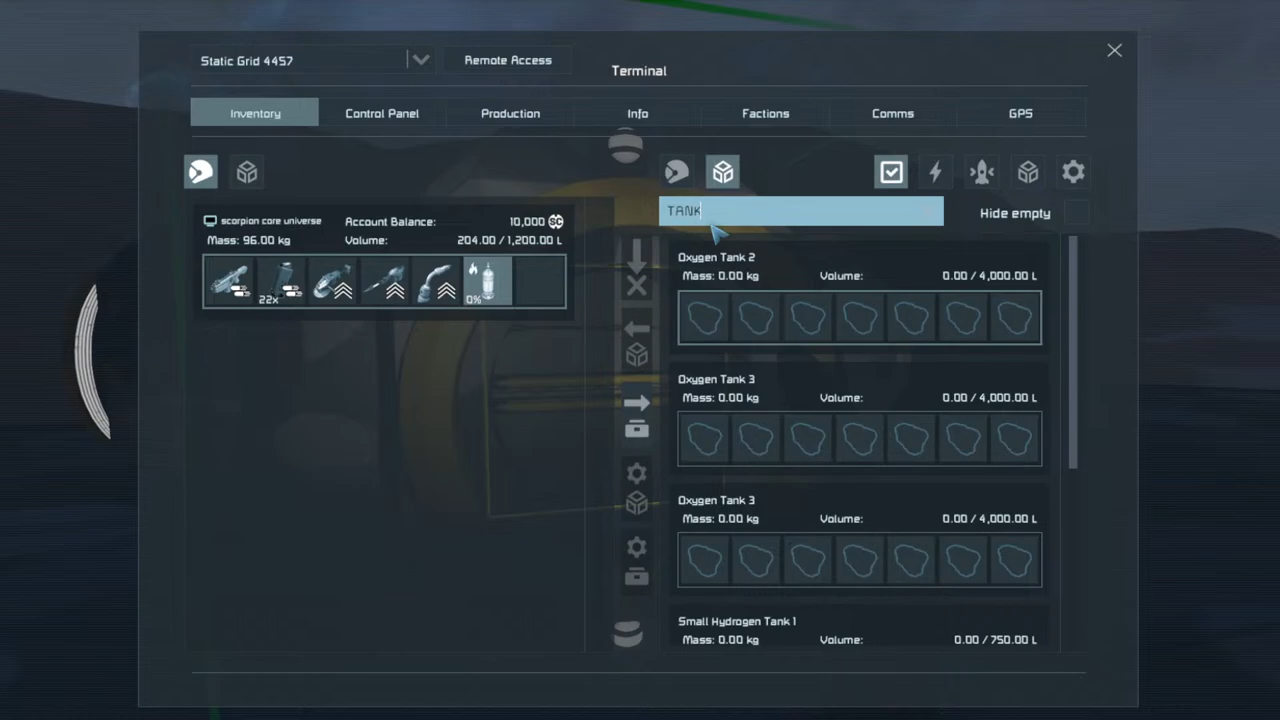 Static Grid 4457
Remote Access
Terminal
Inventory
Control Panel
Production
Info
Factions
Comms
GPS
TANK
Hide empty
scorpion core universe
Account Balance:
10,000 SC
Mass: 96.00 kg
Volume:
204.00 / 1,200.00 L
22x
0%
Oxygen Tank 2
Mass: 0.00 kg
Volume:
0.00 / 4,000.00 L
Oxygen Tank 3
Mass: 0.00 kg
Volume:
0.00 / 4,000.00 L
Oxygen Tank 3
Mass: 0.00 kg
Volume:
0.00 / 4,000.00 L
Small Hydrogen Tank 1
Mass: 0.00 kg
Volume:
0.00 / 750.00 L